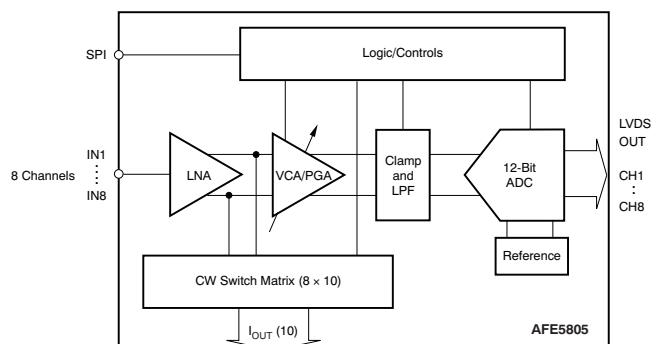 SPI
Logic/Controls
LVDS
OUT
8 Channels
IN1
IN8
LNA
VCA/PGA
Clamp
and
LPF
12-Bit
ADC
CH1
CH8
Reference
CW Switch Matrix (8 × 10)
IOUT (10)
AFE5805